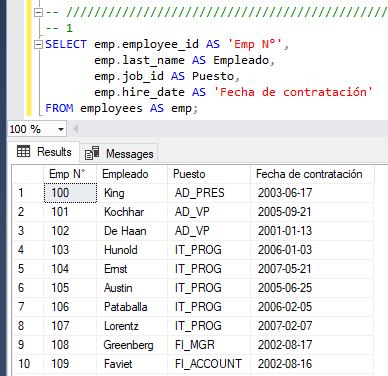 -- ////////////////////////////////////////////////
-- 1
SELECT emp.employee_id AS 'Emp N°',
emp.last_name AS Empleado,
emp.job_id AS Puesto,
emp.hire_date AS 'Fecha de contratación'
FROM employees AS emp;
100 %
Results Messages
Emp N° Empleado Puesto Fecha de contratación
1 100 King AD_PRES 2003-06-17
2 101 Kochhar AD_VP 2005-09-21
3 102 De Haan AD_VP 2001-01-13
4 103 Hunold IT_PROG 2006-01-03
5 104 Ernst IT_PROG 2007-05-21
6 105 Austin IT_PROG 2005-06-25
7 106 Pataballa IT_PROG 2006-02-05
8 107 Lorentz IT_PROG 2007-02-07
9 108 Greenberg FI_MGR 2002-08-17
10 109 Faviet FI_ACCOUNT 2002-08-16